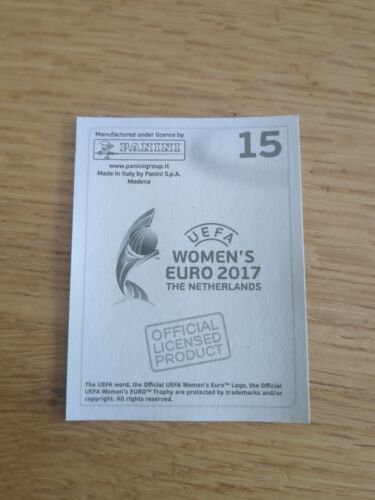 Manufactured under licence by
PANINI
www.paninigroup.it
Made in Italy by Panini S.p.A.
Modena
15
UEFA
WOMEN'S
EURO 2017
THE NETHERLANDS
OFFICIAL
LICENSED
PRODUCT
The UEFA word, the Official UEFA Women's Euro™ Logo, the Official
UEFA Women's EURO™ Trophy are protected by trademarks and/or
copyright. All rights reserved.